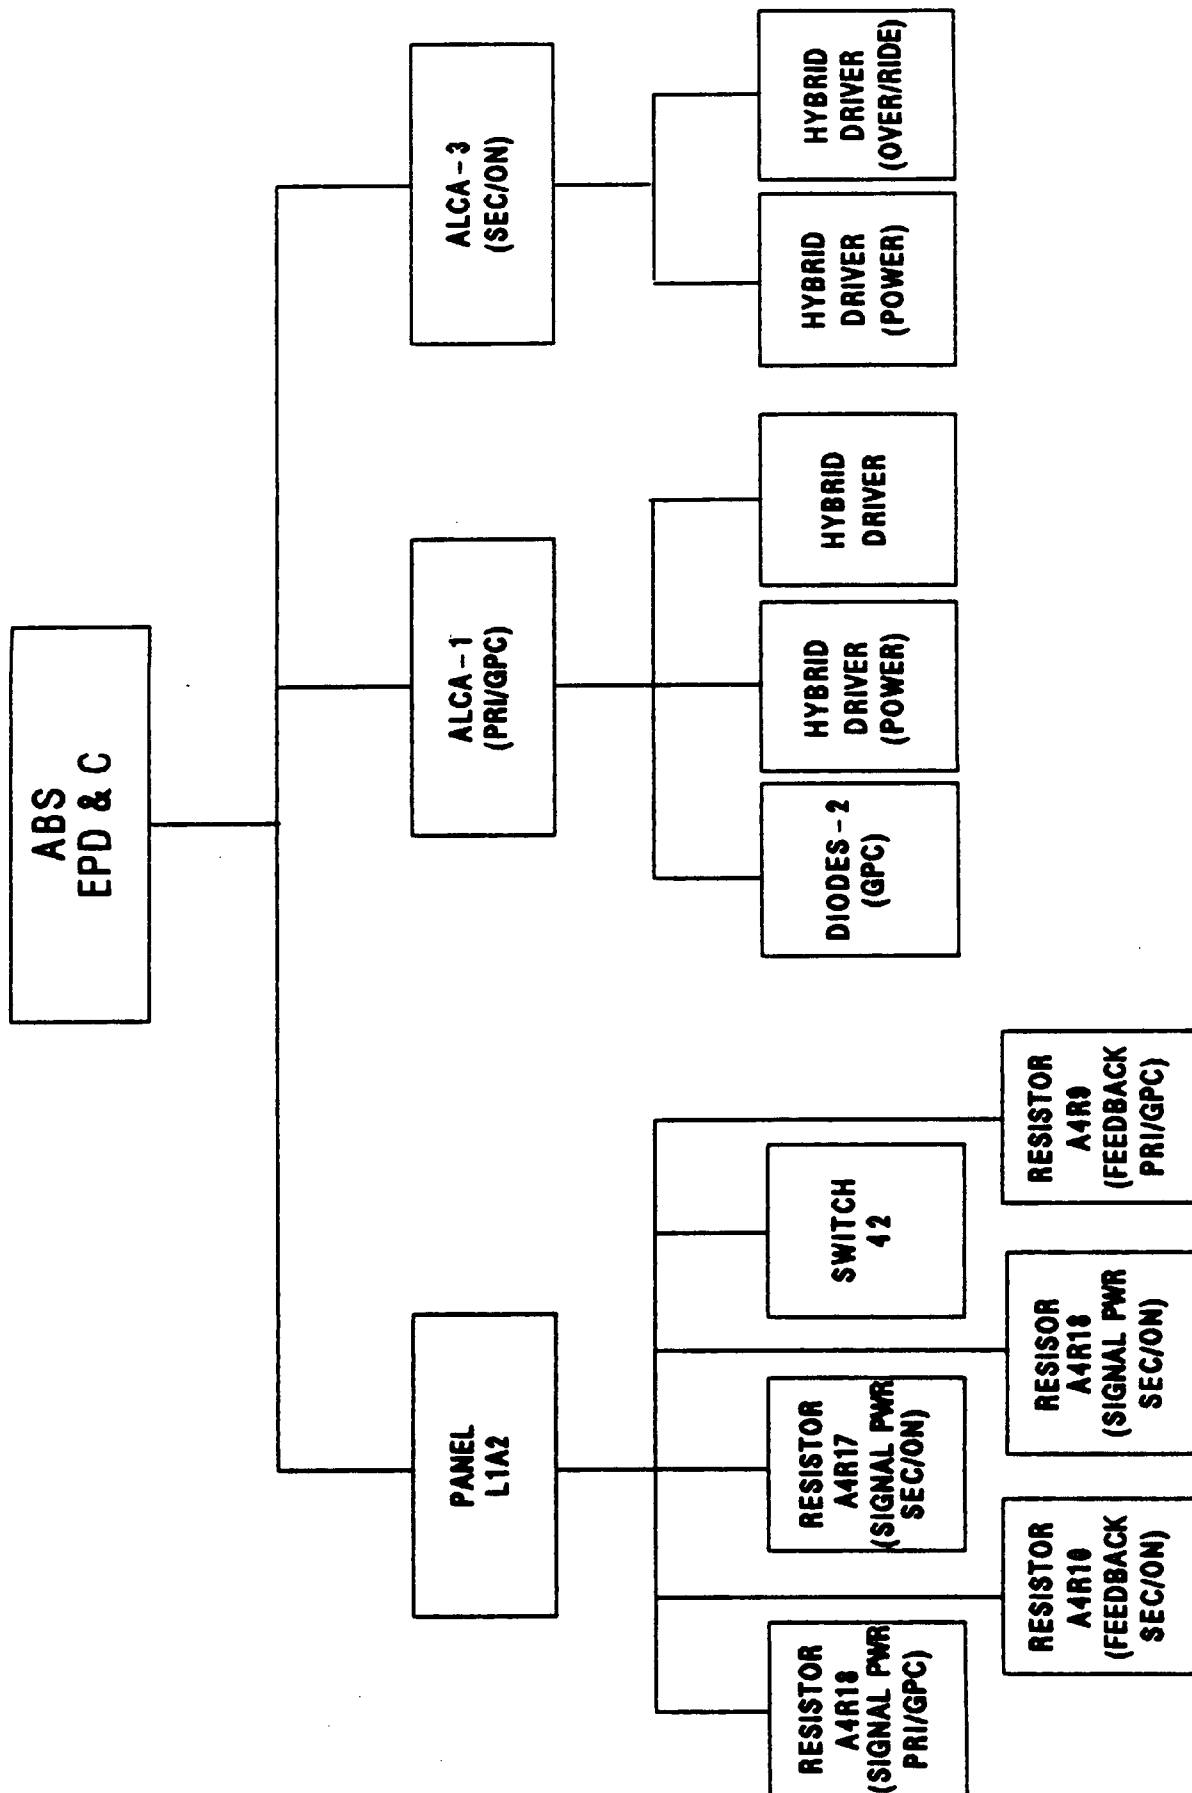 ABS
EPD & C
PANEL
L1A2
ALCA-1
(PRI/GPC)
ALCA-3
(SEC/ON)
RESISTOR
A4R18
(SIGNAL PWR
PRI/GPC)
RESISTOR
A4R17
(SIGNAL PWR
SEC/ON)
SWITCH
42
DIODES-2
(GPC)
HYBRID
DRIVER
(POWER)
HYBRID
DRIVER
HYBRID
DRIVER
(POWER)
HYBRID
DRIVER
(OVER/RIDE)
RESISTOR
A4R10
(FEEDBACK
SEC/ON)
RESISOR
A4R18
(SIGNAL PWR
SEC/ON)
RESISTOR
A4R9
(FEEDBACK
PRI/GPC)